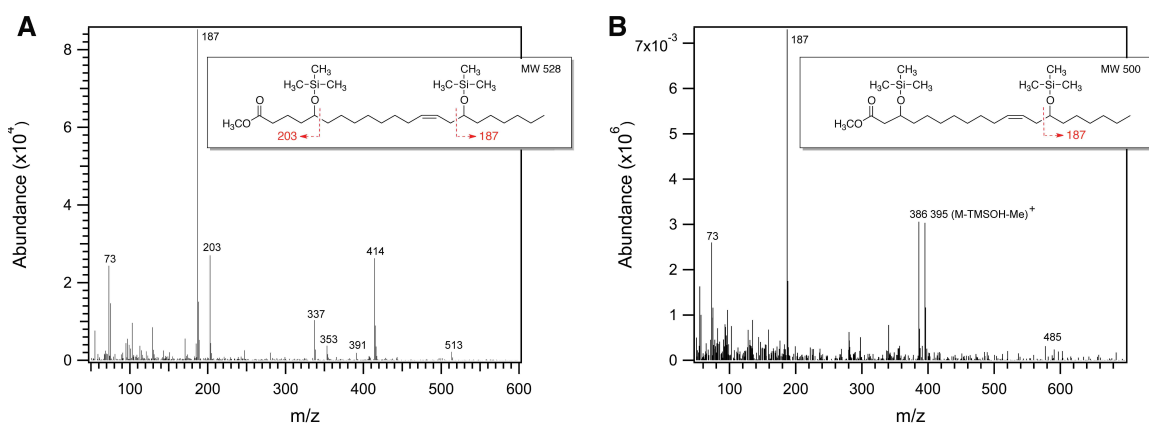 A
8
6
4
2
0
Abundance (x10⁴)
187
MW 528
CH₃
H₃C–Si–CH₃
O
CH₃
H₃C–Si–CH₃
O
O
H₃CO
203
187
73
203
337
353
391
414
513
100
200
300
400
500
600
m/z
B
7x10⁻³
6
5
4
3
2
1
0
Abundance (x10⁶)
187
MW 500
CH₃
H₃C–Si–CH₃
O
CH₃
H₃C–Si–CH₃
O
O
H₃CO
187
73
386 395 (M-TMSOH-Me)⁺
485
100
200
300
400
500
600
m/z